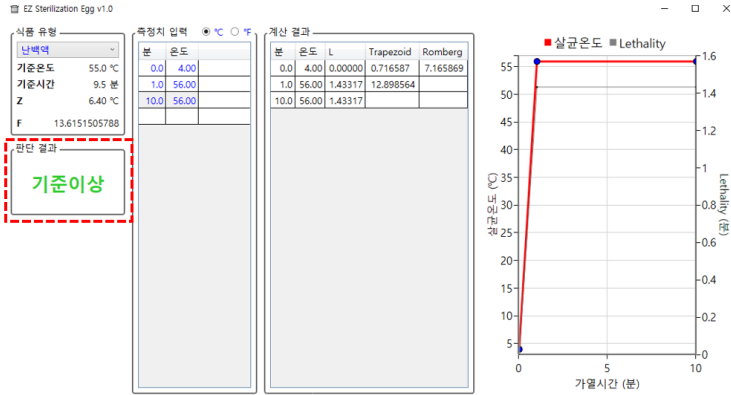 EZ Sterilization Egg v1.0
식품 유형
난백액
기준온도 55.0 ℃
기준시간 9.5 분
Z 6.40 ℃
F 13.6151505788
판단 결과
기준이상
측정치 입력 ℃ ℉
분 온도
0.0 4.00
1.0 56.00
10.0 56.00
계산 결과
분 온도 L Trapezoid Romberg
0.0 4.00 0.00000 0.716587 7.165869
1.0 56.00 1.43317 12.898564
10.0 56.00 1.43317
살균온도 Lethality
살균온도 (℃)
55
50
45
40
35
30
25
20
15
10
5
1.6
1.4
1.2
1
0.8
0.6
0.4
0.2
0
Lethality (분)
0 5 10
가열시간 (분)